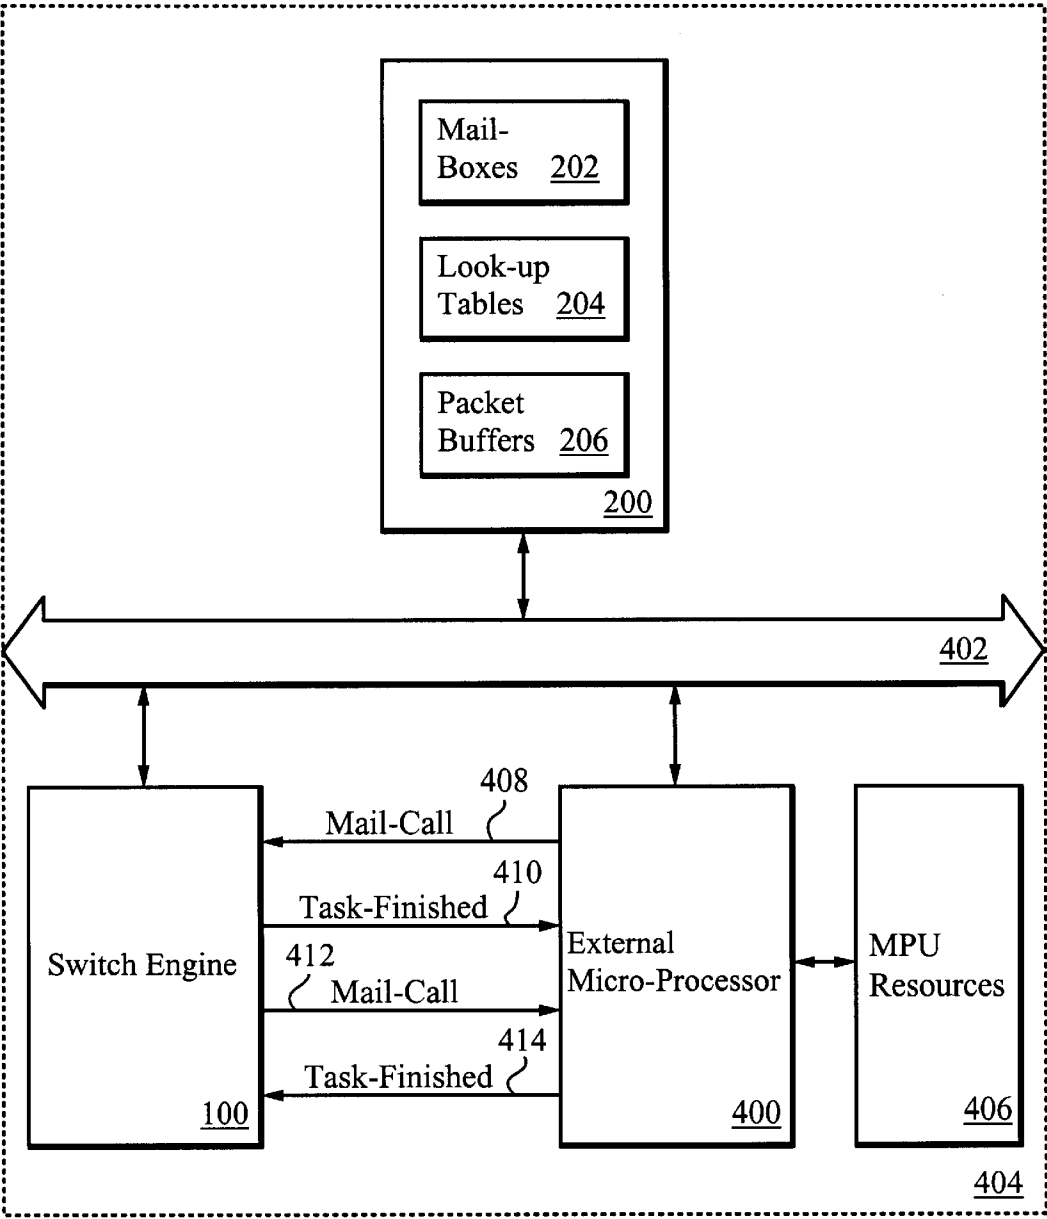 Mail-
Boxes 202
Look-up
Tables 204
Packet
Buffers 206
200
402
408
Mail-Call
410
Task-Finished
412
Mail-Call
414
Task-Finished
Switch Engine
100
External
Micro-Processor
400
MPU
Resources
406
404